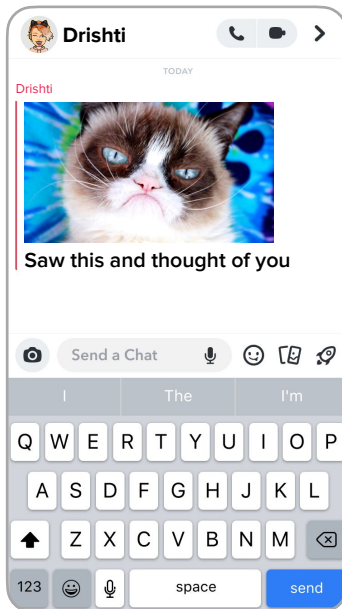 Drishti
TODAY
Drishti
Saw this and thought of you
Send a Chat
I The I'm
Q W E R T Y U I O P
A S D F G H J K L
Z X C V B N M
123 space send